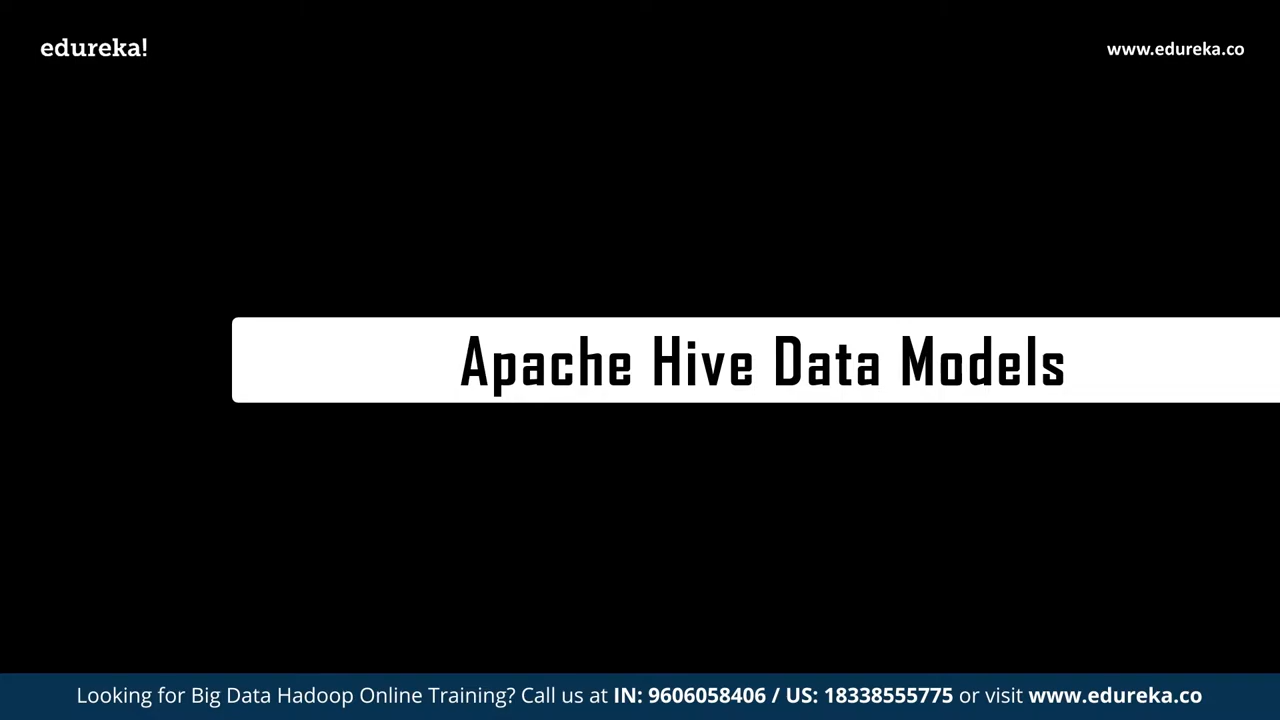 edureka!
www.edureka.co
Apache Hive Data Models
Looking for Big Data Hadoop Online Training? Call us at IN: 9606058406 / US: 18338555775 or visit www.edureka.co